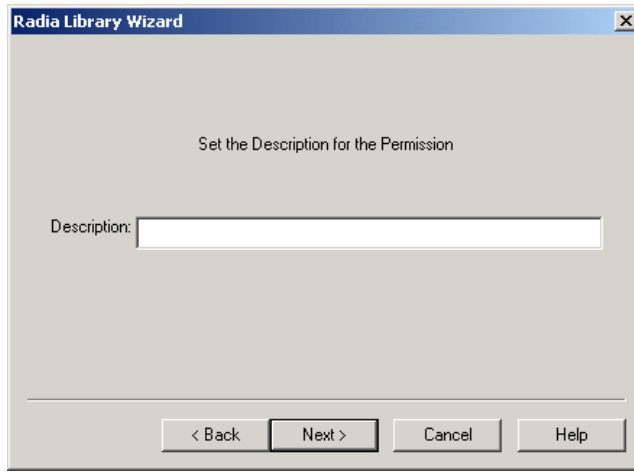 Radia Library Wizard
Set the Description for the Permission
Description:
< Back Next > Cancel Help